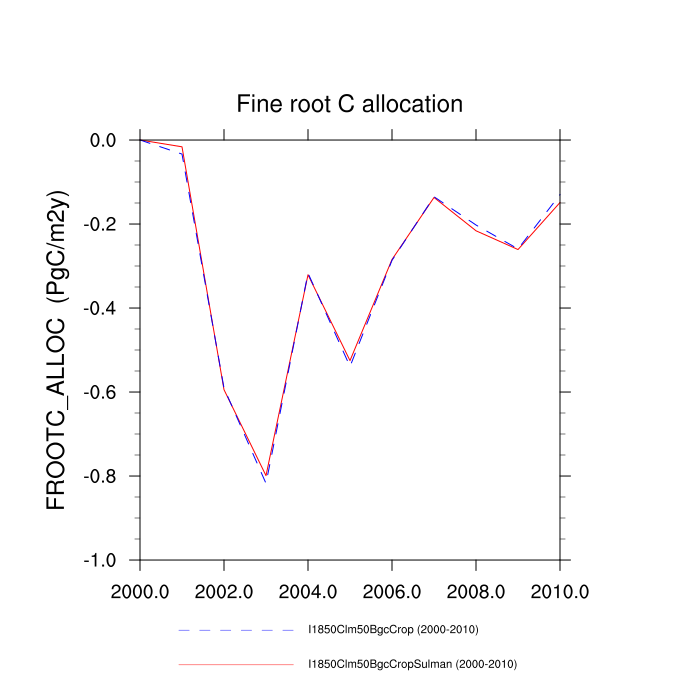 Fine root C allocation
FROOTC_ALLOC (PgC/m2y)
0.0
-0.2
-0.4
-0.6
-0.8
-1.0
2000.0 2002.0 2004.0 2006.0 2008.0 2010.0
I1850Clm50BgcCrop (2000-2010)
I1850Clm50BgcCropSulman (2000-2010)